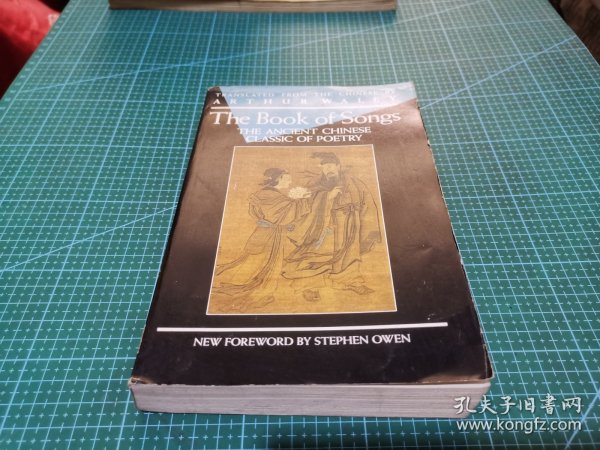 TRANSLATED FROM THE CHINESE BY
ARTHUR WALEY
The Book of Songs
THE ANCIENT CHINESE
CLASSIC OF POETRY
NEW FOREWORD BY STEPHEN OWEN
孔夫子旧书网
www.kongfz.com